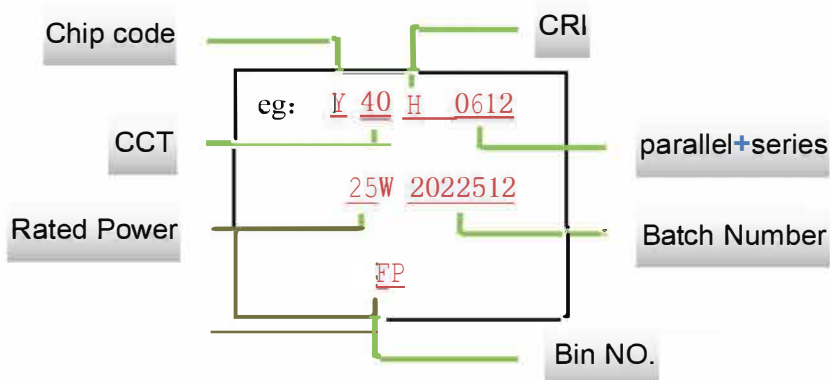 Chip code
CRI
eg: Y 40 H 0612
CCT
parallel+series
25W 2022512
Rated Power
Batch Number
FP
Bin NO.